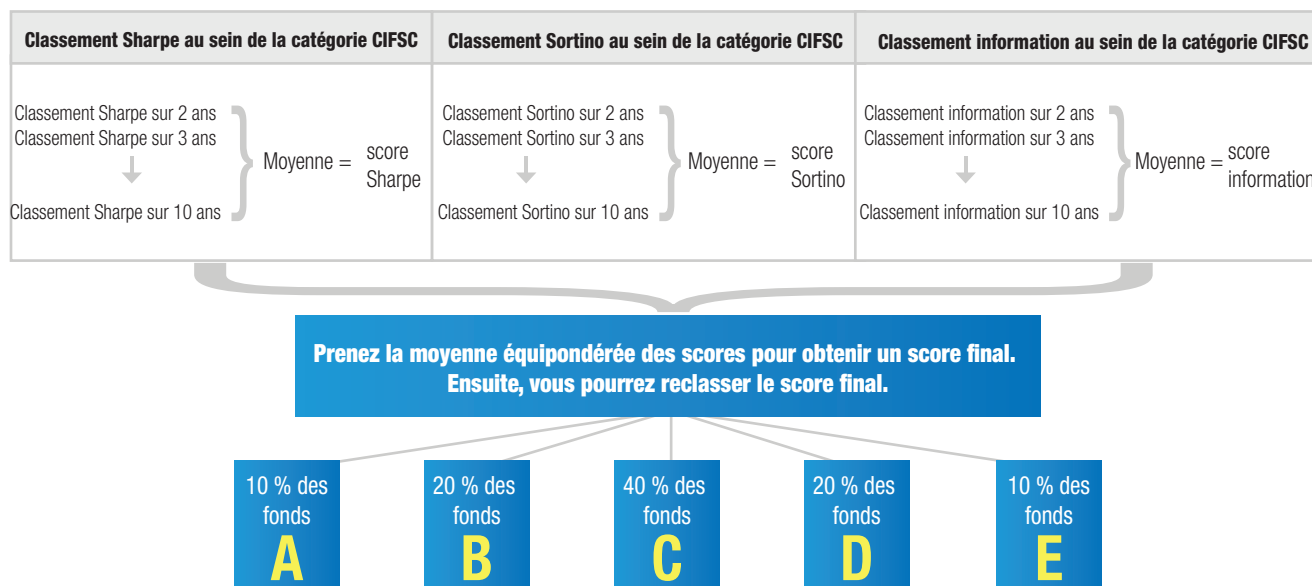 Classement Sharpe au sein de la catégorie CIFSC
Classement Sharpe sur 2 ans
Classement Sharpe sur 3 ans
Classement Sharpe sur 10 ans
Moyenne =
score
Sharpe
Classement Sortino au sein de la catégorie CIFSC
Classement Sortino sur 2 ans
Classement Sortino sur 3 ans
Classement Sortino sur 10 ans
Moyenne =
score
Sortino
Classement information au sein de la catégorie CIFSC
Classement information sur 2 ans
Classement information sur 3 ans
Classement information sur 10 ans
Moyenne =
score
information
Prenez la moyenne équipondérée des scores pour obtenir un score final.
Ensuite, vous pourrez reclasser le score final.
10 % des
fonds
A
20 % des
fonds
B
40 % des
fonds
C
20 % des
fonds
D
10 % des
fonds
E